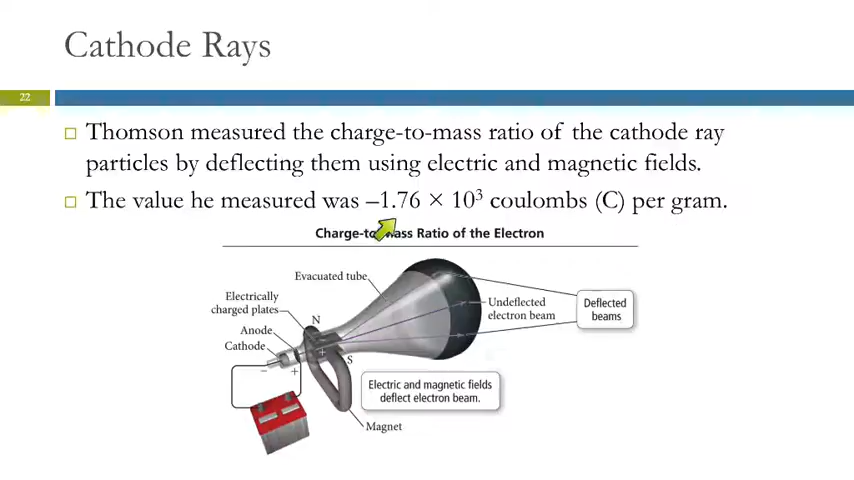 Cathode Rays
22
Thomson measured the charge-to-mass ratio of the cathode ray
particles by deflecting them using electric and magnetic fields.
The value he measured was –1.76 × 10³ coulombs (C) per gram.
Charge-to-mass Ratio of the Electron
Evacuated tube
Electrically
charged plates
N
Anode
Cathode
S
–
+
+
Undeflected
electron beam
Deflected
beams
Electric and magnetic fields
deflect electron beam.
Magnet